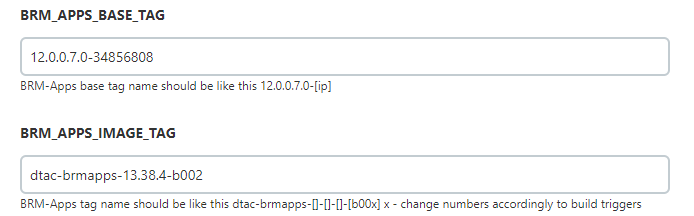 BRM_APPS_BASE_TAG
12.0.0.7.0-34856808
BRM-Apps base tag name should be like this 12.0.0.7.0-[ip]
BRM_APPS_IMAGE_TAG
dtac-brmapps-13.38.4-b002
BRM-Apps tag name should be like this dtac-brmapps-[]-[]-[]-[b00x] x - change numbers accordingly to build triggers